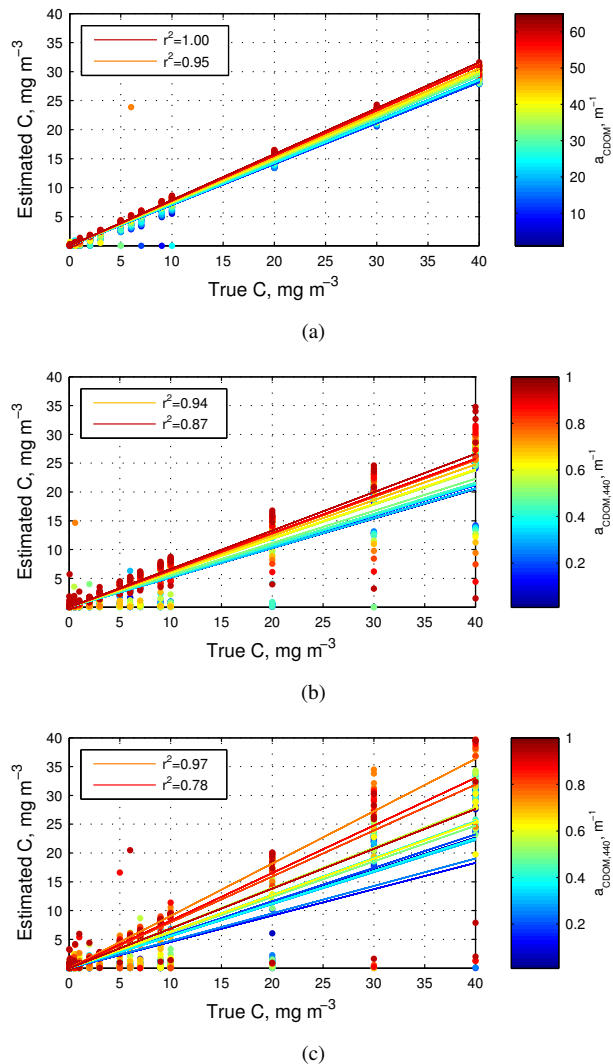 40
35
30
25
20
15
10
5
0 5 10 15 20 25 30 35 40
Estimated C, mg m⁻³
True C, mg m⁻³
r²=1.00
r²=0.95
60
50
40
30
20
10
a_CDOM, m⁻¹
(a)
40
35
30
25
20
15
10
5
0 5 10 15 20 25 30 35 40
Estimated C, mg m⁻³
True C, mg m⁻³
r²=0.94
r²=0.87
1
0.8
0.6
0.4
0.2
a_CDOM,440, m⁻¹
(b)
40
35
30
25
20
15
10
5
0 5 10 15 20 25 30 35 40
Estimated C, mg m⁻³
True C, mg m⁻³
r²=0.97
r²=0.78
1
0.8
0.6
0.4
0.2
a_CDOM,440, m⁻¹
(c)